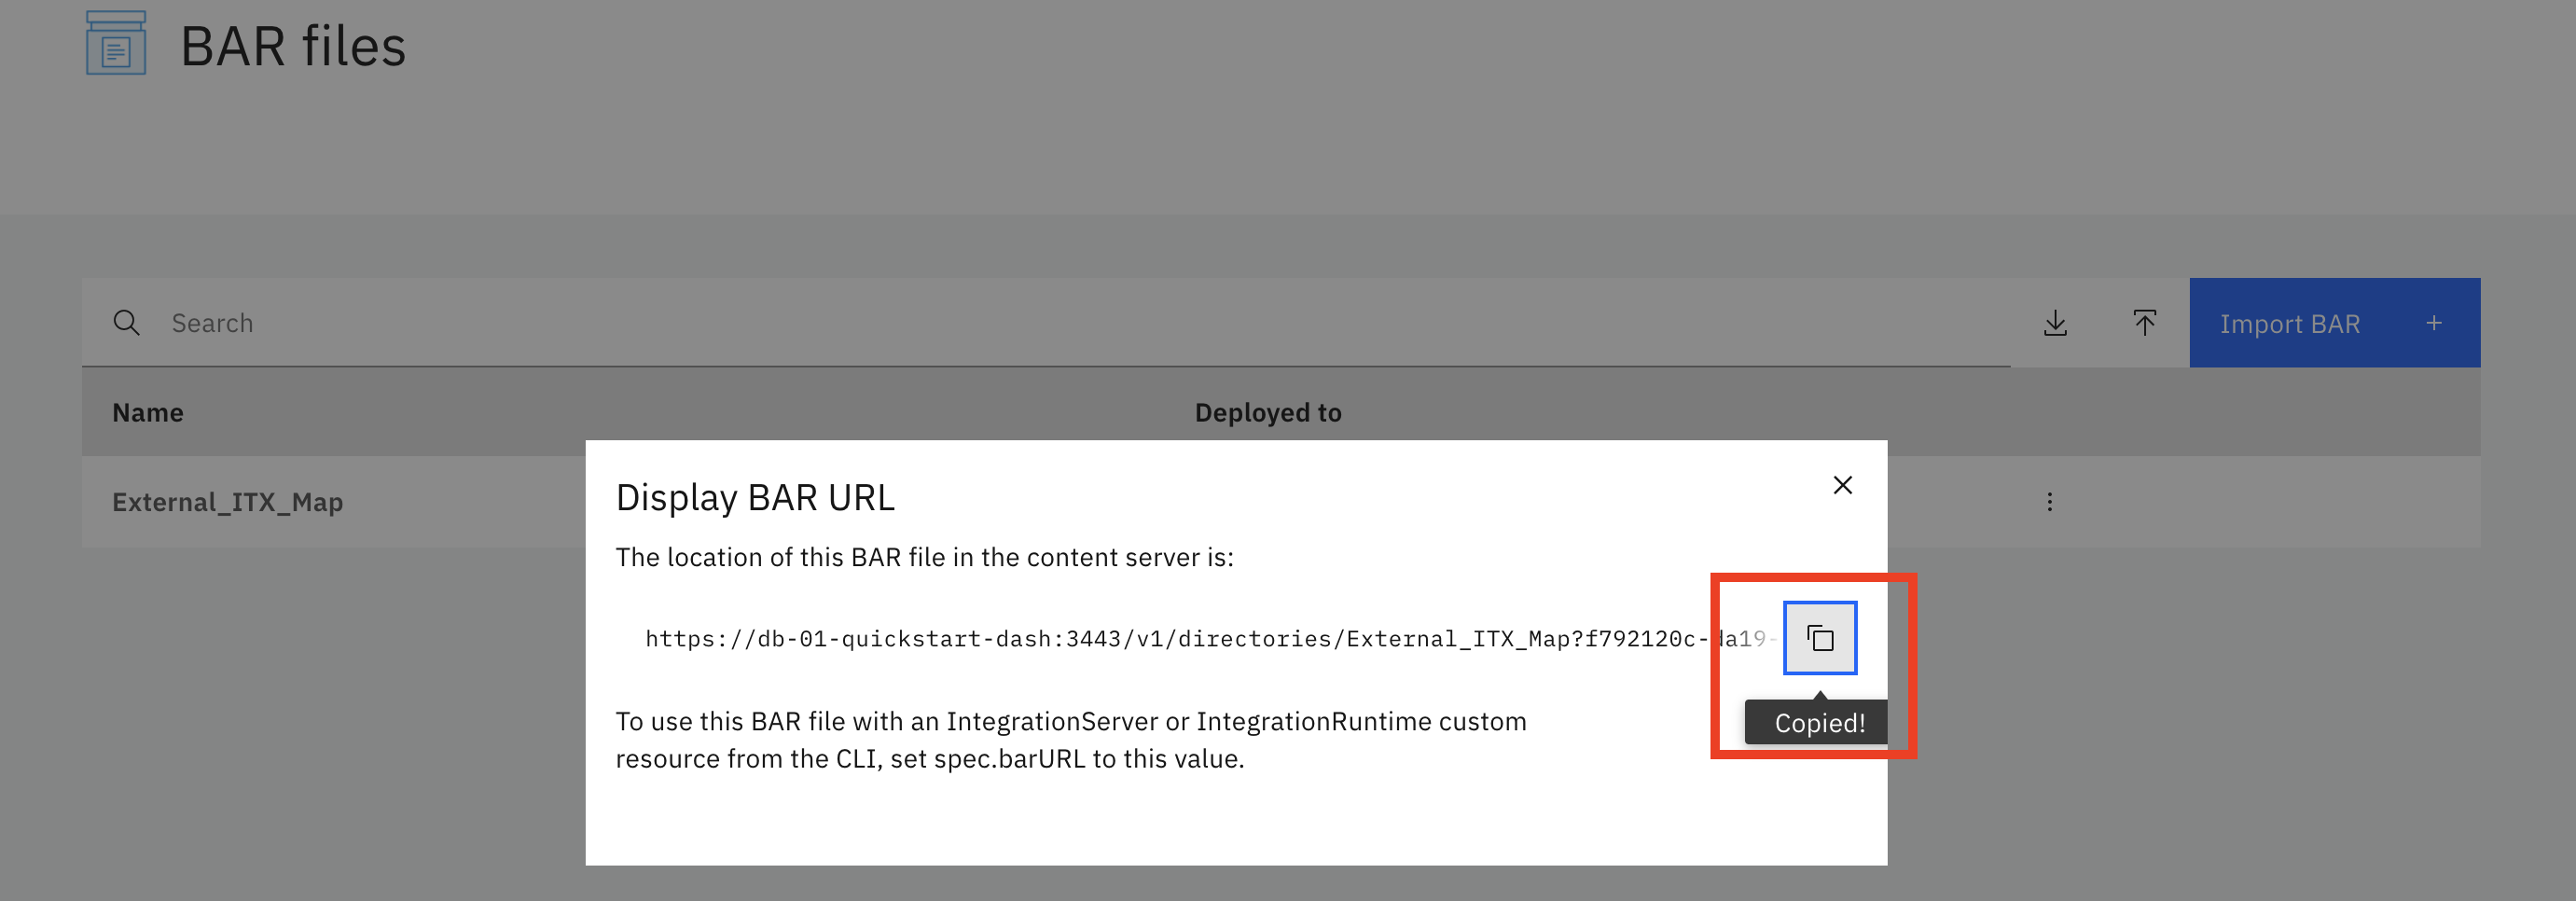 BAR files
Search
Import BAR +
Name Deployed to
External_ITX_Map
Display BAR URL
The location of this BAR file in the content server is:
https://db-01-quickstart-dash:3443/v1/directories/External_ITX_Map?f792120c-da19-
Copied!
To use this BAR file with an IntegrationServer or IntegrationRuntime custom
resource from the CLI, set spec.barURL to this value.